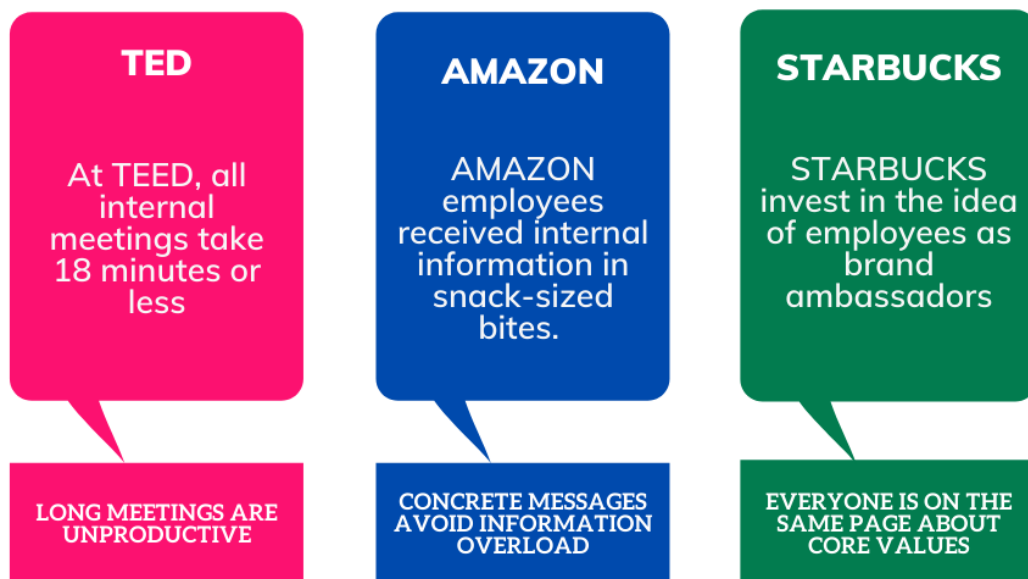 TED
At TEED, all
internal
meetings take
18 minutes or
less
LONG MEETINGS ARE
UNPRODUCTIVE
AMAZON
AMAZON
employees
received internal
information in
snack-sized
bites.
CONCRETE MESSAGES
AVOID INFORMATION
OVERLOAD
STARBUCKS
STARBUCKS
invest in the idea
of employees as
brand
ambassadors
EVERYONE IS ON THE
SAME PAGE ABOUT
CORE VALUES